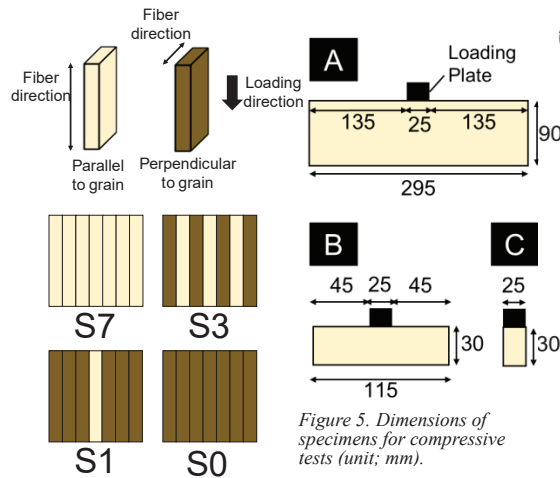 Fiber
direction
Fiber
direction
Loading
direction
Parallel
to grain
Perpendicular
to grain
S7
S3
S1
S0
A
Loading
Plate
135
25
135
90
295
B
C
45
25
45
25
30
30
115
Figure 5. Dimensions of
specimens for compressive
tests (unit; mm).